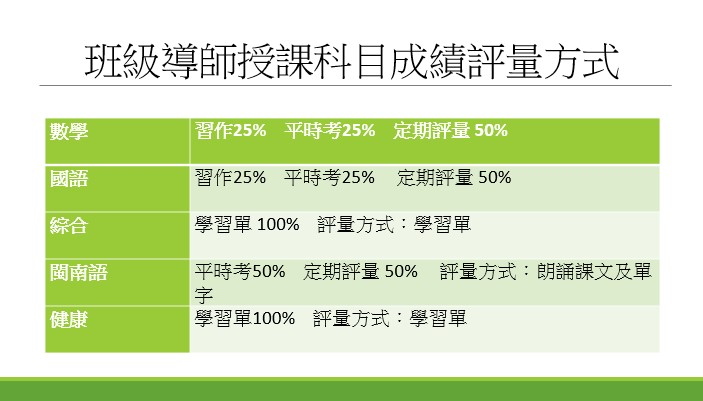 班級導師授課科目成績評量方式
數學 習作25% 平時考25% 定期評量 50%
國語 習作25% 平時考25% 定期評量 50%
綜合 學習單 100% 評量方式：學習單
閩南語 平時考50% 定期評量 50% 評量方式：朗誦課文及單
字
健康 學習單100% 評量方式：學習單